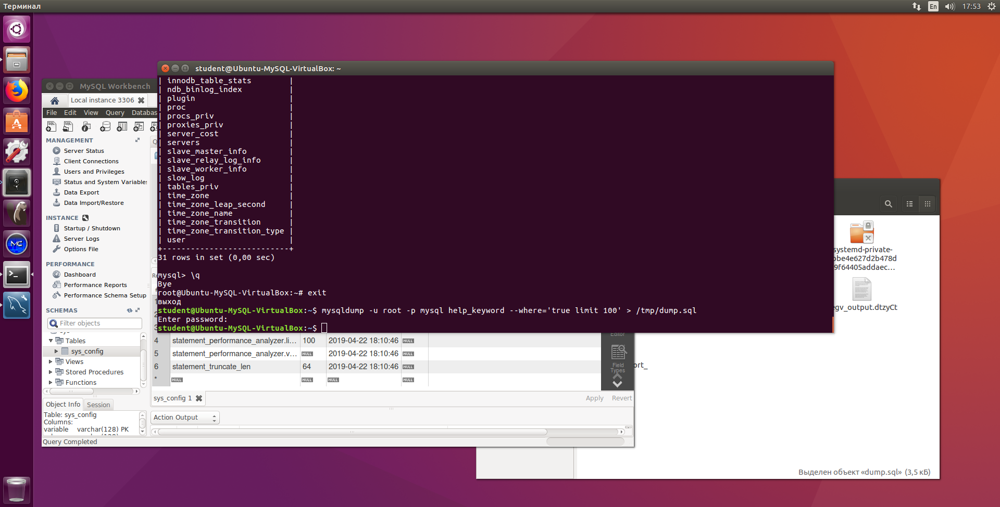 Терминал
En
17:53
student@Ubuntu-MySQL-VirtualBox: ~
| innodb_table_stats |
| ndb_binlog_index |
| plugin |
| proc |
| procs_priv |
| proxies_priv |
| server_cost |
| servers |
| slave_master_info |
| slave_relay_log_info |
| slave_worker_info |
| slow_log |
| tables_priv |
| time_zone |
| time_zone_leap_second |
| time_zone_name |
| time_zone_transition |
| time_zone_transition_type |
| user |
+---------------------------+
31 rows in set (0,00 sec)
mysql> \q
Bye
root@Ubuntu-MySQL-VirtualBox:~# exit
выход
student@Ubuntu-MySQL-VirtualBox:~$ mysqldump -u root -p mysql help_keyword --where='true limit 100' > /tmp/dump.sql
Enter password:
student@Ubuntu-MySQL-VirtualBox:~$
MySQL Workbench
Local instance 3306
File Edit View Query Databas
MANAGEMENT
Server Status
Client Connections
Users and Privileges
Status and System Variables
Data Export
Data Import/Restore
INSTANCE
Startup / Shutdown
Server Logs
Options File
PERFORMANCE
Dashboard
Performance Reports
Performance Schema Setup
SCHEMAS
Filter objects
Tables
sys_config
Views
Stored Procedures
Functions
Object Info Session
Table: sys_config
Columns:
variable varchar(128) PK
Query Completed
4 statement_performance_analyzer.li... 100 2019-04-22 18:10:46 NULL
5 statement_performance_analyzer.v... NULL 2019-04-22 18:10:46 NULL
6 statement_truncate_len 64 2019-04-22 18:10:46 NULL
* NULL NULL NULL NULL
Editor
Field
Types
sys_config 1
Apply Revert
Action Output
systemd-private-
bbe4e627d2b478d
9f64405addaec...
egv_output.dtzyCt
ort_
Выделен объект «dump.sql» (3,5 кБ)